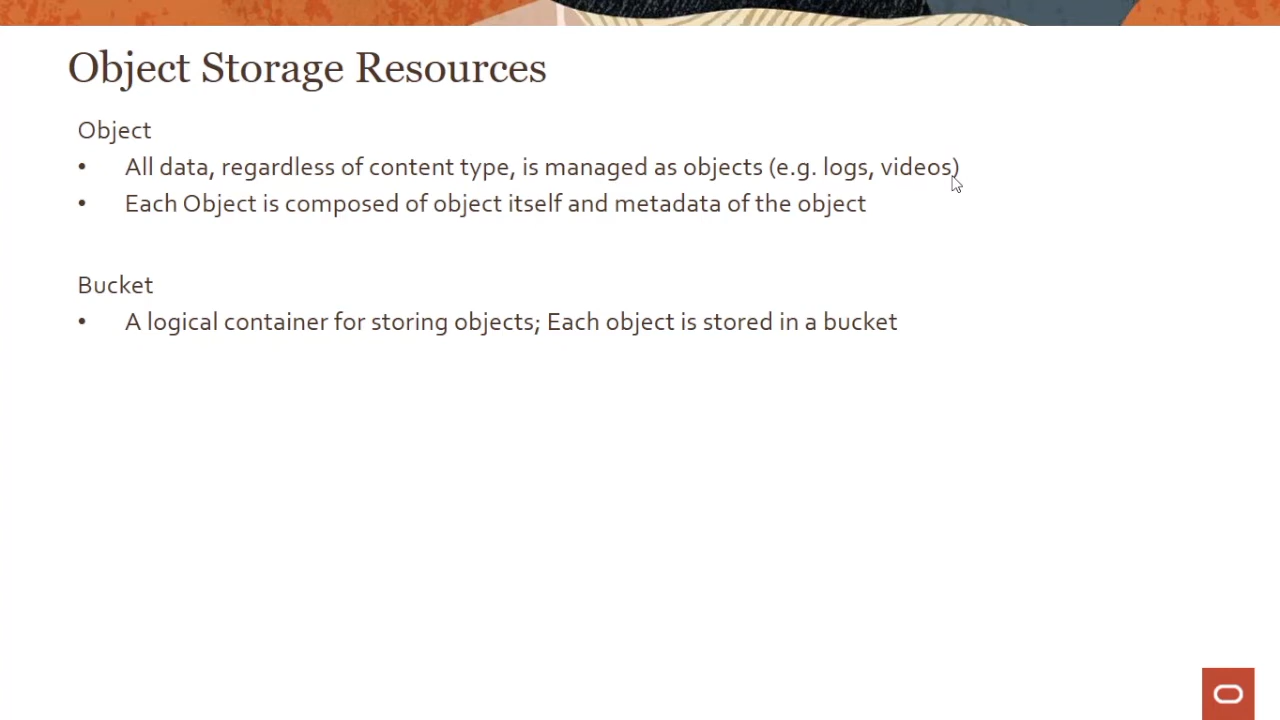 Object Storage Resources
Object
• All data, regardless of content type, is managed as objects (e.g. logs, videos)
• Each Object is composed of object itself and metadata of the object
Bucket
• A logical container for storing objects; Each object is stored in a bucket